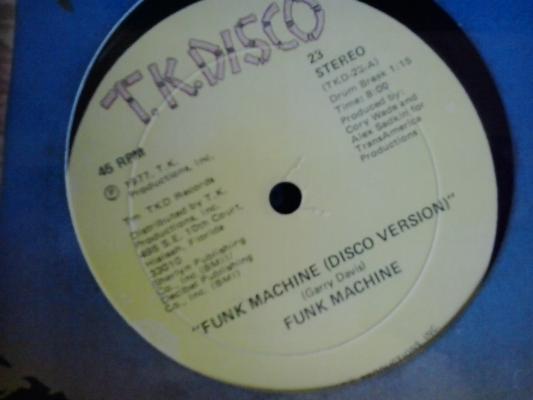 T.K. DISCO
23
STEREO
(TKD-23-A)
Drum Break 1:15
Time: 8:00
Produced by:
Cory Wade and
Alex Sadkin for
TransAmerica
Productions
45 RPM
Ⓟ 1977, T.K.
Productions, Inc.
Tm. TKD Records
Distributed by T.K.
Productions, Inc.
495 S.E. 10th Court,
Hialeah, Florida
33010
Sherlyn Publishing
Co., Inc. (BMI)/
Decibel Publishing
Co., Inc. (BMI)
"FUNK MACHINE (DISCO VERSION)"
(Garry Davis)
FUNK MACHINE